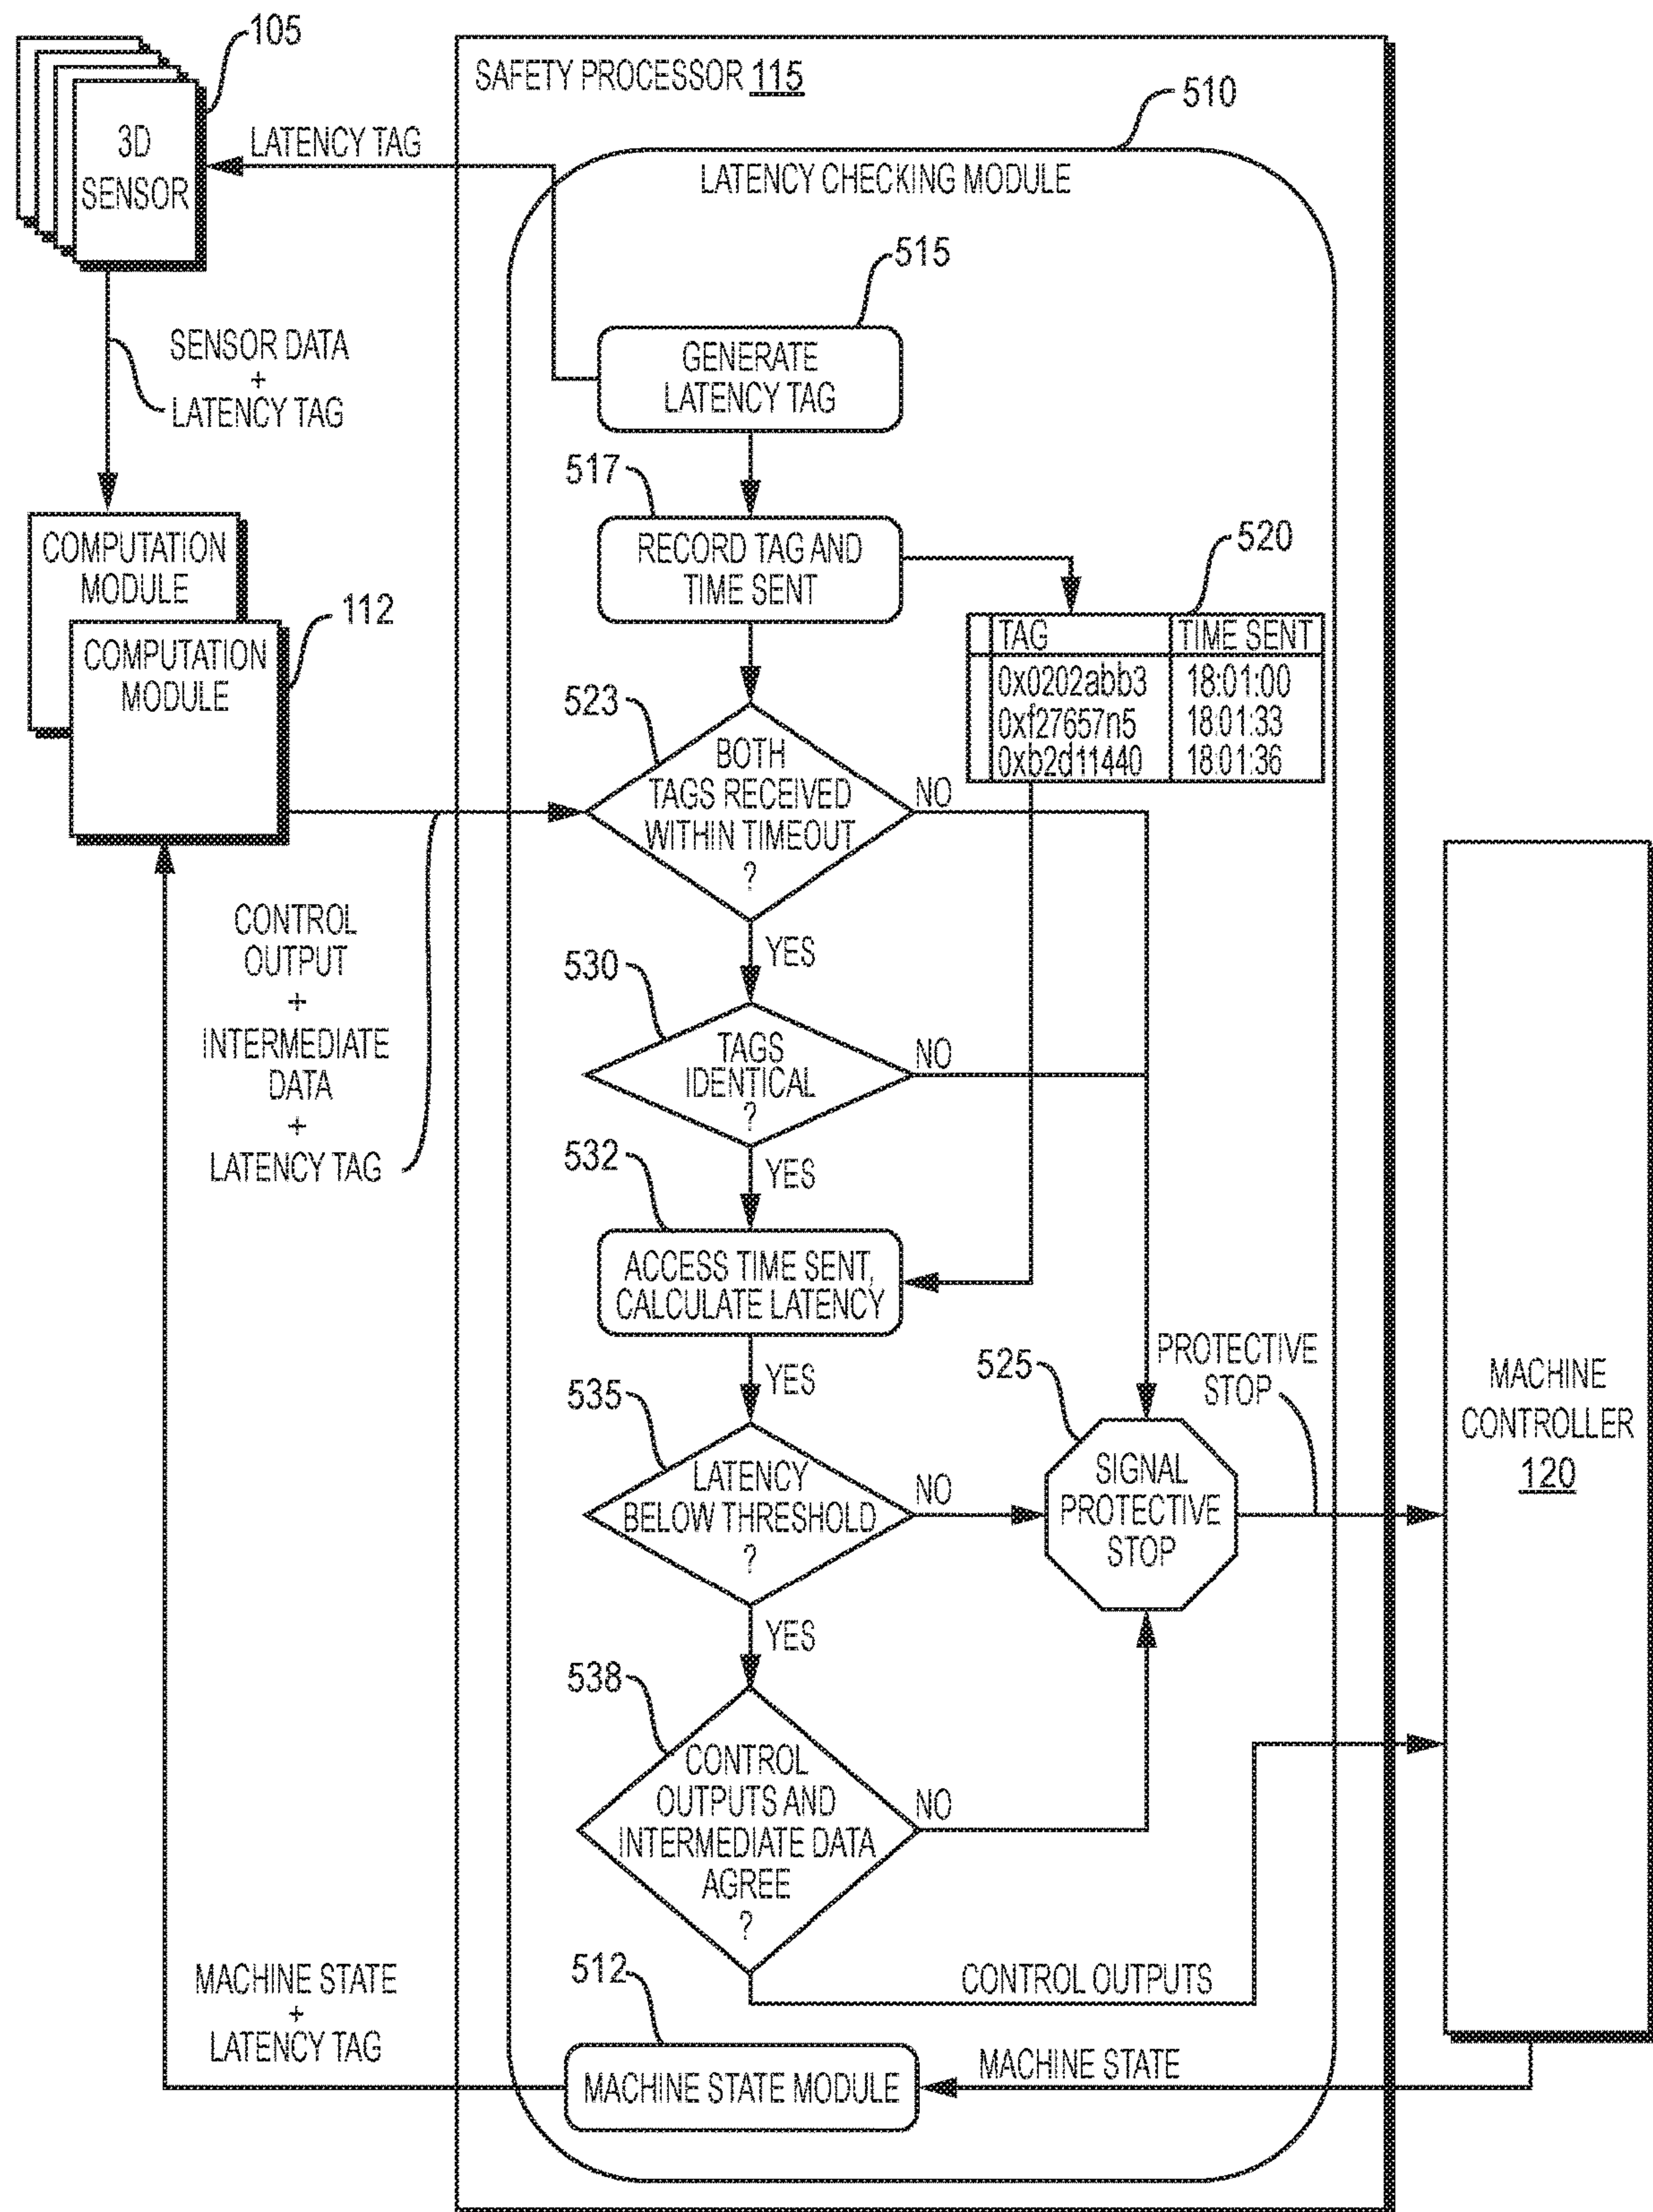 105
SAFETY PROCESSOR 115
510
3D
SENSOR
LATENCY TAG
LATENCY CHECKING MODULE
515
SENSOR DATA
+
LATENCY TAG
GENERATE
LATENCY TAG
517
COMPUTATION
MODULE
RECORD TAG AND
TIME SENT
520
112
COMPUTATION
MODULE
TAG TIME SENT
0x0202abb3 18:01:00
0xf27657n5 18:01:33
0xb2d11440 18:01:36
523
BOTH
TAGS RECEIVED
WITHIN TIMEOUT
?
NO
YES
CONTROL
OUTPUT
+
INTERMEDIATE
DATA
+
LATENCY TAG
530
TAGS
IDENTICAL
?
NO
YES
532
ACCESS TIME SENT,
CALCULATE LATENCY
YES
525
PROTECTIVE
STOP
MACHINE
CONTROLLER
120
535
LATENCY
BELOW THRESHOLD
?
NO
SIGNAL
PROTECTIVE
STOP
YES
538
CONTROL
OUTPUTS AND
INTERMEDIATE DATA
AGREE
?
NO
CONTROL OUTPUTS
512
MACHINE STATE
+
LATENCY TAG
MACHINE STATE MODULE
MACHINE STATE